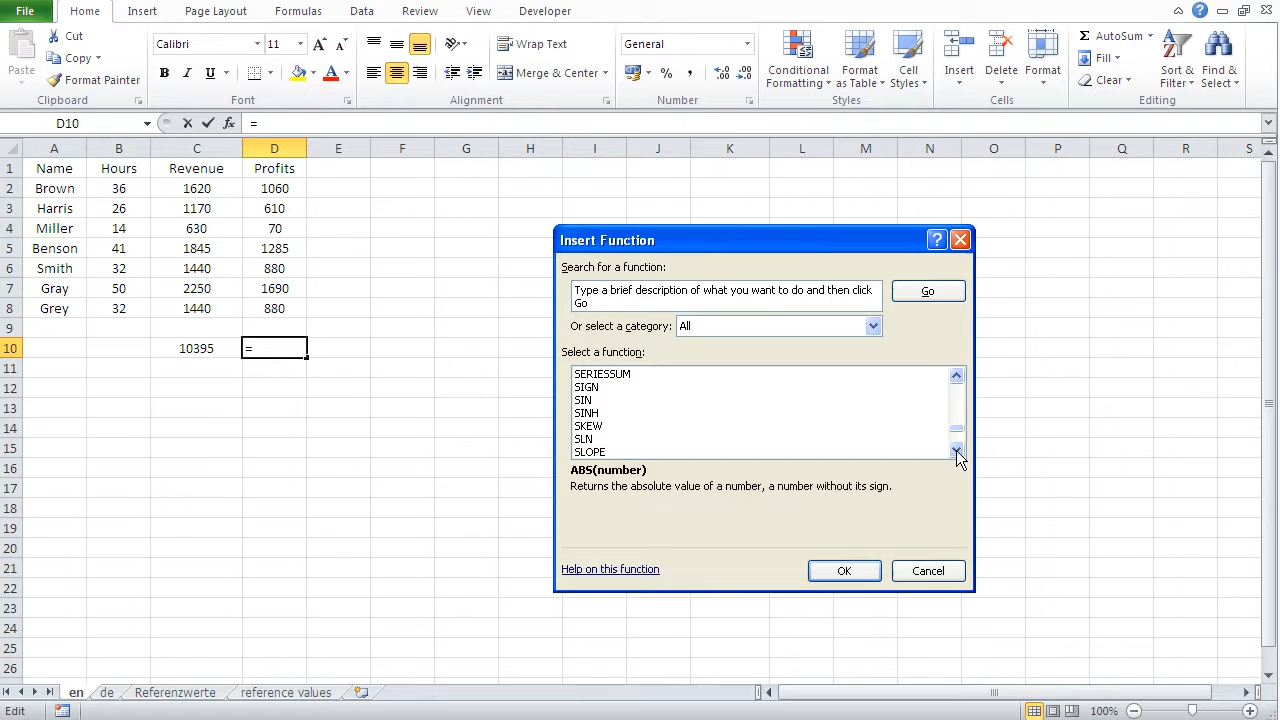 File Home Insert Page Layout Formulas Data Review View Developer
Paste
Cut
Copy
Format Painter
Clipboard
Calibri 11
B I U
Font
Wrap Text
Merge & Center
Alignment
General
% ,
Number
Conditional Formatting
Format as Table
Cell Styles
Styles
Insert
Delete
Format
Cells
Σ AutoSum
Fill
Clear
Sort & Filter
Find & Select
Editing
D10 fx =
A B C D E F G H I J K L M N O P Q R S
1 Name Hours Revenue Profits
2 Brown 36 1620 1060
3 Harris 26 1170 610
4 Miller 14 630 70
5 Benson 41 1845 1285
6 Smith 32 1440 880
7 Gray 50 2250 1690
8 Grey 32 1440 880
9
10 10395 =
11
12
13
14
15
16
17
18
19
20
21
22
23
24
25
26
Insert Function
Search for a function:
Type a brief description of what you want to do and then click
Go
Go
Or select a category: All
Select a function:
SERIESSUM
SIGN
SIN
SINH
SKEW
SLN
SLOPE
ABS(number)
Returns the absolute value of a number, a number without its sign.
Help on this function
OK
Cancel
en de Referenzwerte reference values
Edit
100%